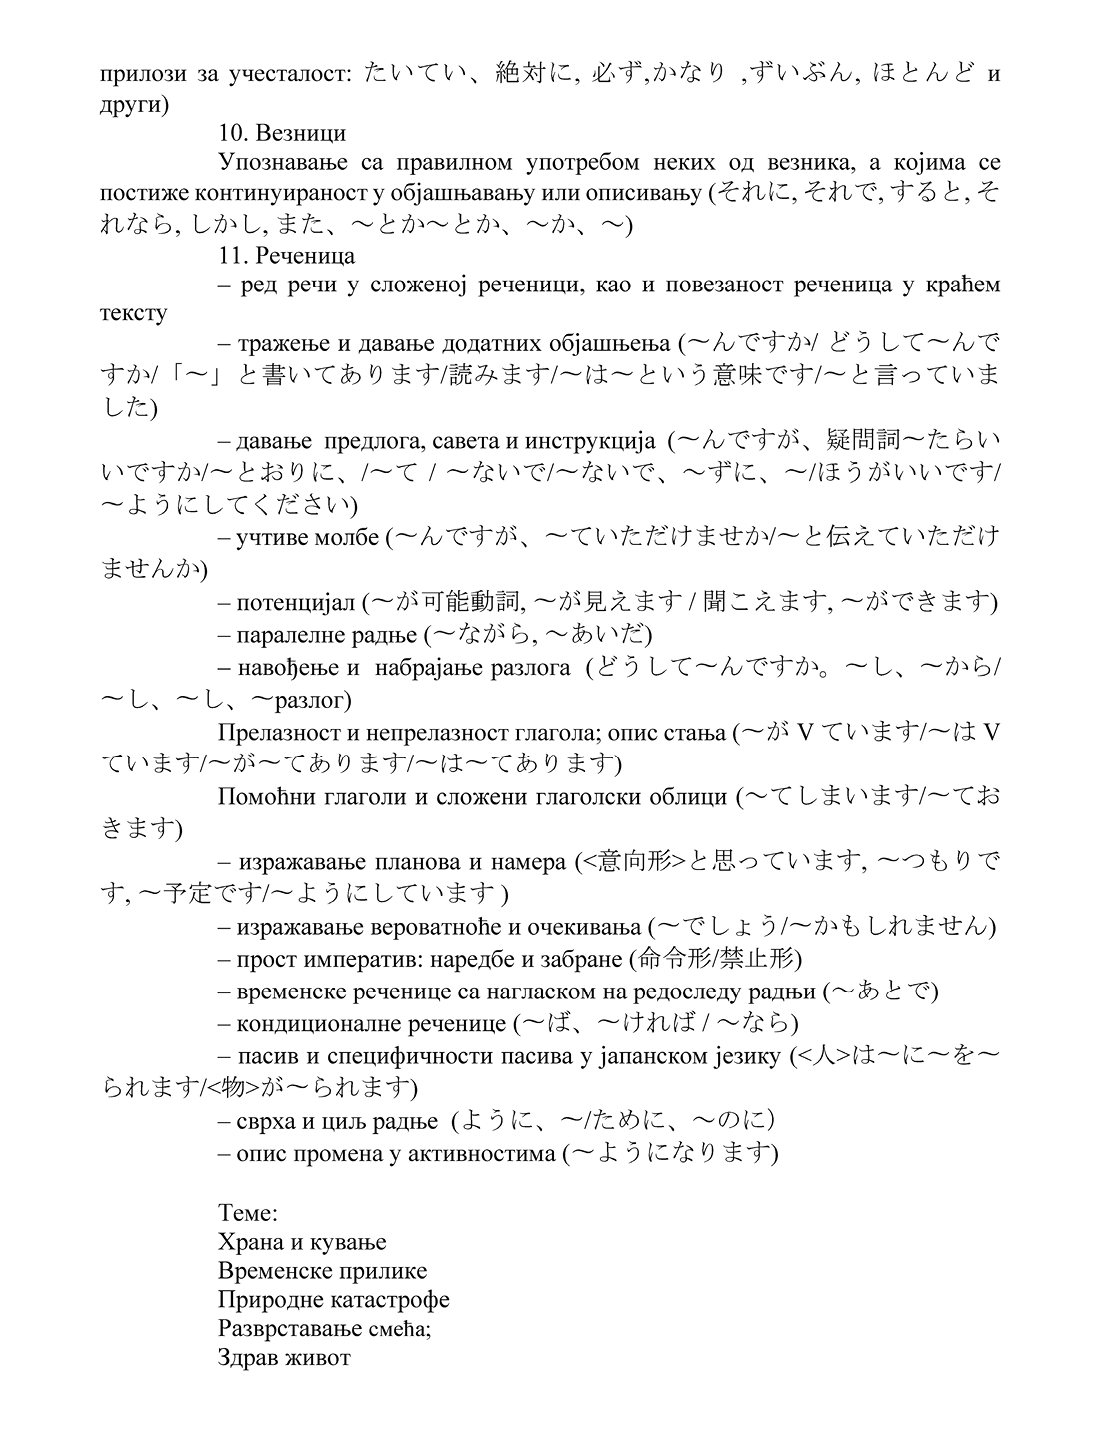 прилози за учесталост: たいてい、絶対に, 必ず,かなり ,ずいぶん, ほとんど и
други)
10. Везници
Упознавање са правилном употребом неких од везника, а којима се
постиже континуираност у објашњавању или описивању (それに, それで, すると, そ
れなら, しかし, また、～とか～とか、～か、～)
11. Реченица
– ред речи у сложеној реченици, као и повезаност реченица у краћем
тексту
– тражење и давање додатних објашњења (～んですか/ どうして～んで
すか/「～」と書いてあります/読みます/～は～という意味です/～と言っていま
した)
– давање предлога, савета и инструкција (～んですが、疑問詞～たらい
いですか/～とおりに、/～て / ～ないで/～ないで、～ずに、～/ほうがいいです/
～ようにしてください)
– учтиве молбе (～んですが、～ていただけませか/～と伝えていただけ
ませんか)
– потенцијал (～が可能動詞, ～が見えます / 聞こえます, ～ができます)
– паралелне радње (～ながら, ～あいだ)
– навођење и набрајање разлога (どうして～んですか。～し、～から/
～し、～し、～разлог)
Прелазност и непрелазност глагола; опис стања (～が V ています/～は V
ています/～が～てあります/～は～てあります)
Помоћни глаголи и сложени глаголски облици (～てしまいます/～てお
きます)
– изражавање планова и намера (<意向形>と思っています, ～つもりで
す, ～予定です/～ようにしています )
– изражавање вероватноће и очекивања (～でしょう/～かもしれません)
– прост императив: наредбе и забране (命令形/禁止形)
– временске реченице са нагласком на редоследу радњи (～あとで)
– кондиционалне реченице (～ば、～ければ / ～なら)
– пасив и специфичности пасива у јапанском језику (<人>は～に～を～
られます/<物>が～られます)
– сврха и циљ радње (ように、～/ために、～のに）
– опис промена у активностима (～ようになります)
Теме:
Храна и кување
Временске прилике
Природне катастрофе
Разврставање смећа;
Здрав живот